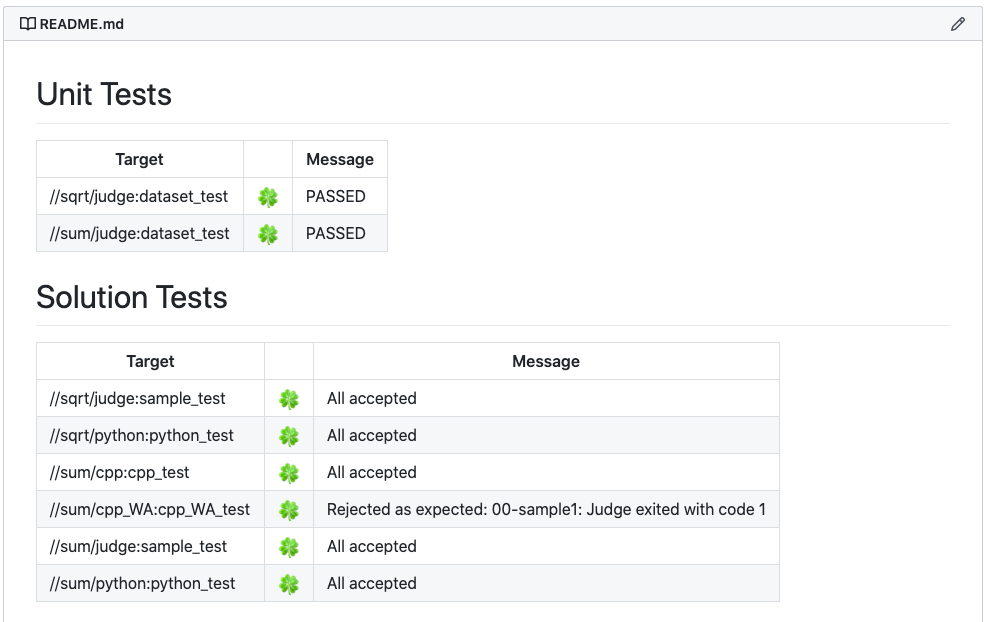 README.md
Unit Tests
Target Message
//sqrt/judge:dataset_test PASSED
//sum/judge:dataset_test PASSED
Solution Tests
Target Message
//sqrt/judge:sample_test All accepted
//sqrt/python:python_test All accepted
//sum/cpp:cpp_test All accepted
//sum/cpp_WA:cpp_WA_test Rejected as expected: 00-sample1: Judge exited with code 1
//sum/judge:sample_test All accepted
//sum/python:python_test All accepted